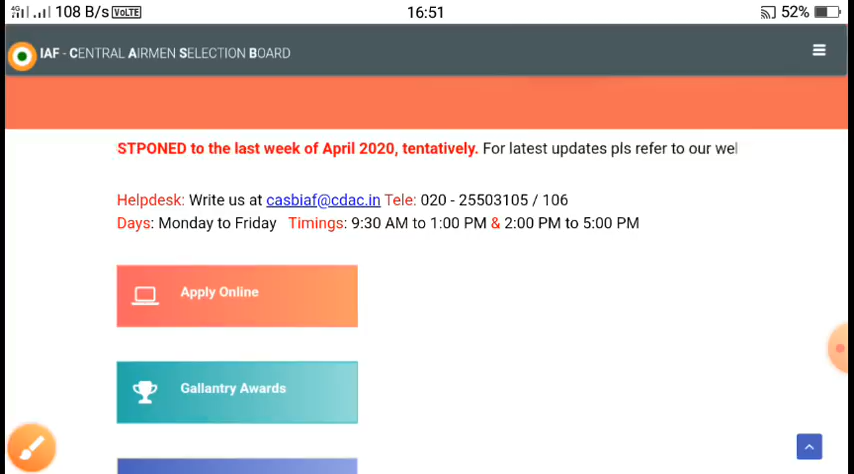 4G 108 B/s VoLTE 16:51 52%
IAF - CENTRAL AIRMEN SELECTION BOARD
STPONED to the last week of April 2020, tentatively. For latest updates pls refer to our wel
Helpdesk: Write us at casbiaf@cdac.in Tele: 020 - 25503105 / 106
Days: Monday to Friday Timings: 9:30 AM to 1:00 PM & 2:00 PM to 5:00 PM
Apply Online
Gallantry Awards